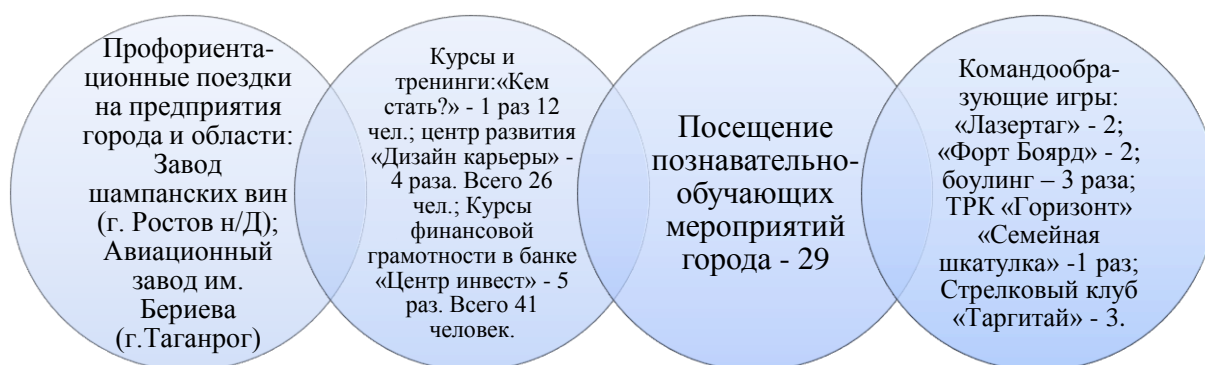 Профориента-
ционные поездки
на предприятия
города и области:
Завод
шампанских вин
(г. Ростов н/Д);
Авиационный
завод им.
Бериева
(г.Таганрог)
Курсы и
тренинги:«Кем
стать?» - 1 раз 12
чел.; центр развития
«Дизайн карьеры» -
4 раза. Всего 26
чел.; Курсы
финансовой
грамотности в банке
«Центр инвест» - 5
раз. Всего 41
человек.
Посещение
познавательно-
обучающих
мероприятий
города - 29
Командообра-
зующие игры:
«Лазертаг» - 2;
«Форт Боярд» - 2;
боулинг – 3 раза;
ТРК «Горизонт»
«Семейная
шкатулка» -1 раз;
Стрелковый клуб
«Таргитай» - 3.